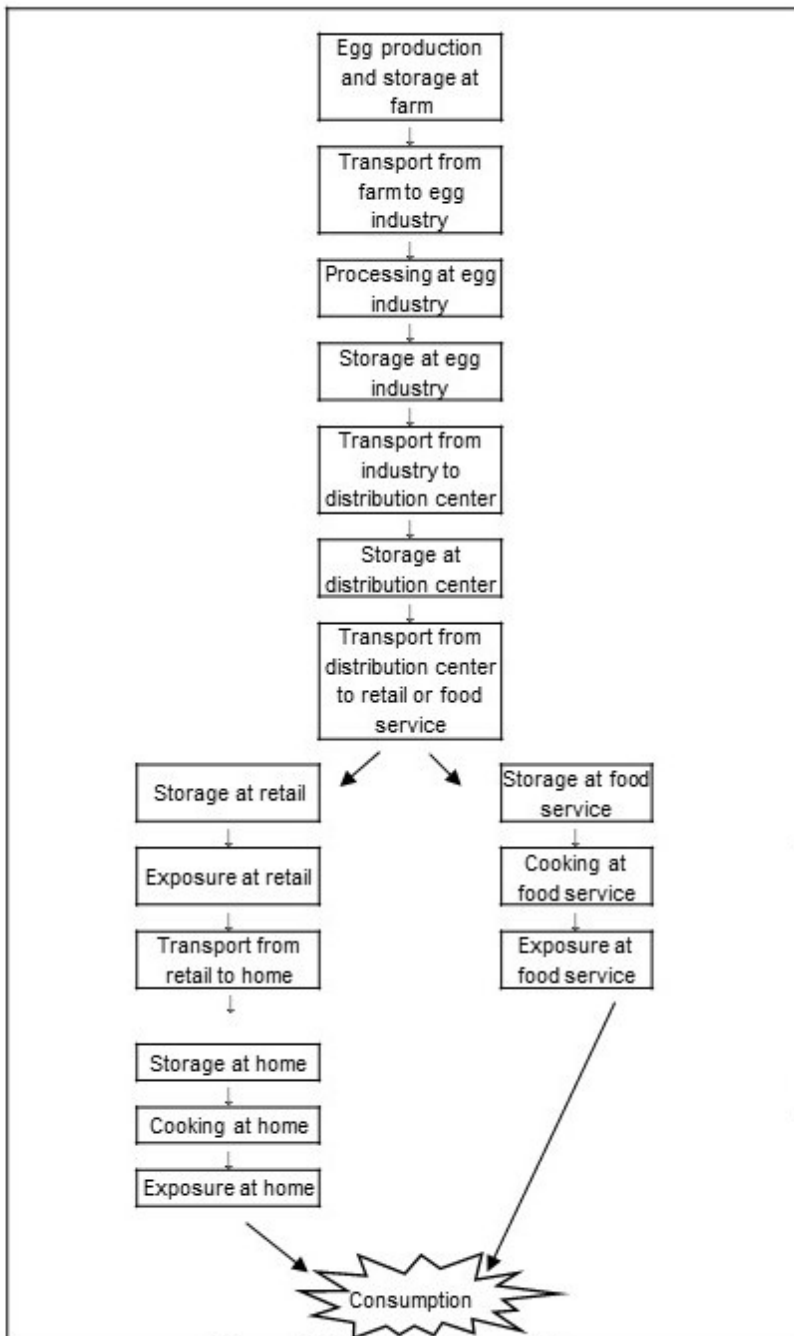 Egg production
and storage at
farm
Transport from
farm to egg
industry
Processing at egg
industry
Storage at egg
industry
Transport from
industry to
distribution center
Storage at
distribution center
Transport from
distribution center
to retail or food
service
Storage at retail
Exposure at retail
Transport from
retail to home
Storage at home
Cooking at home
Exposure at home
Storage at food
service
Cooking at
food service
Exposure at
food service
Consumption